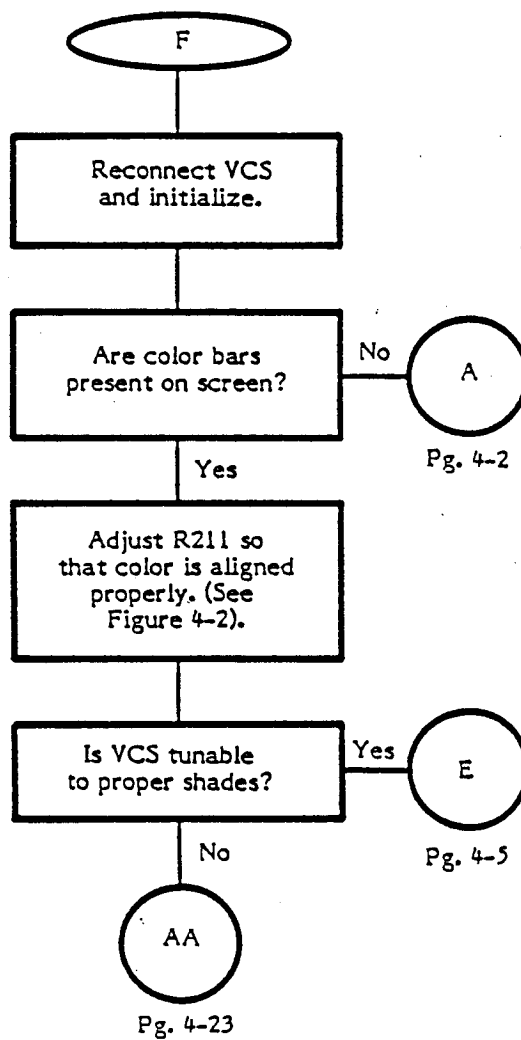 F
Reconnect VCS
and initialize.
Are color bars
present on screen?
No
A
Pg. 4-2
Yes
Adjust R211 so
that color is aligned
properly. (See
Figure 4-2).
Is VCS tunable
to proper shades?
Yes
E
Pg. 4-5
No
AA
Pg. 4-23